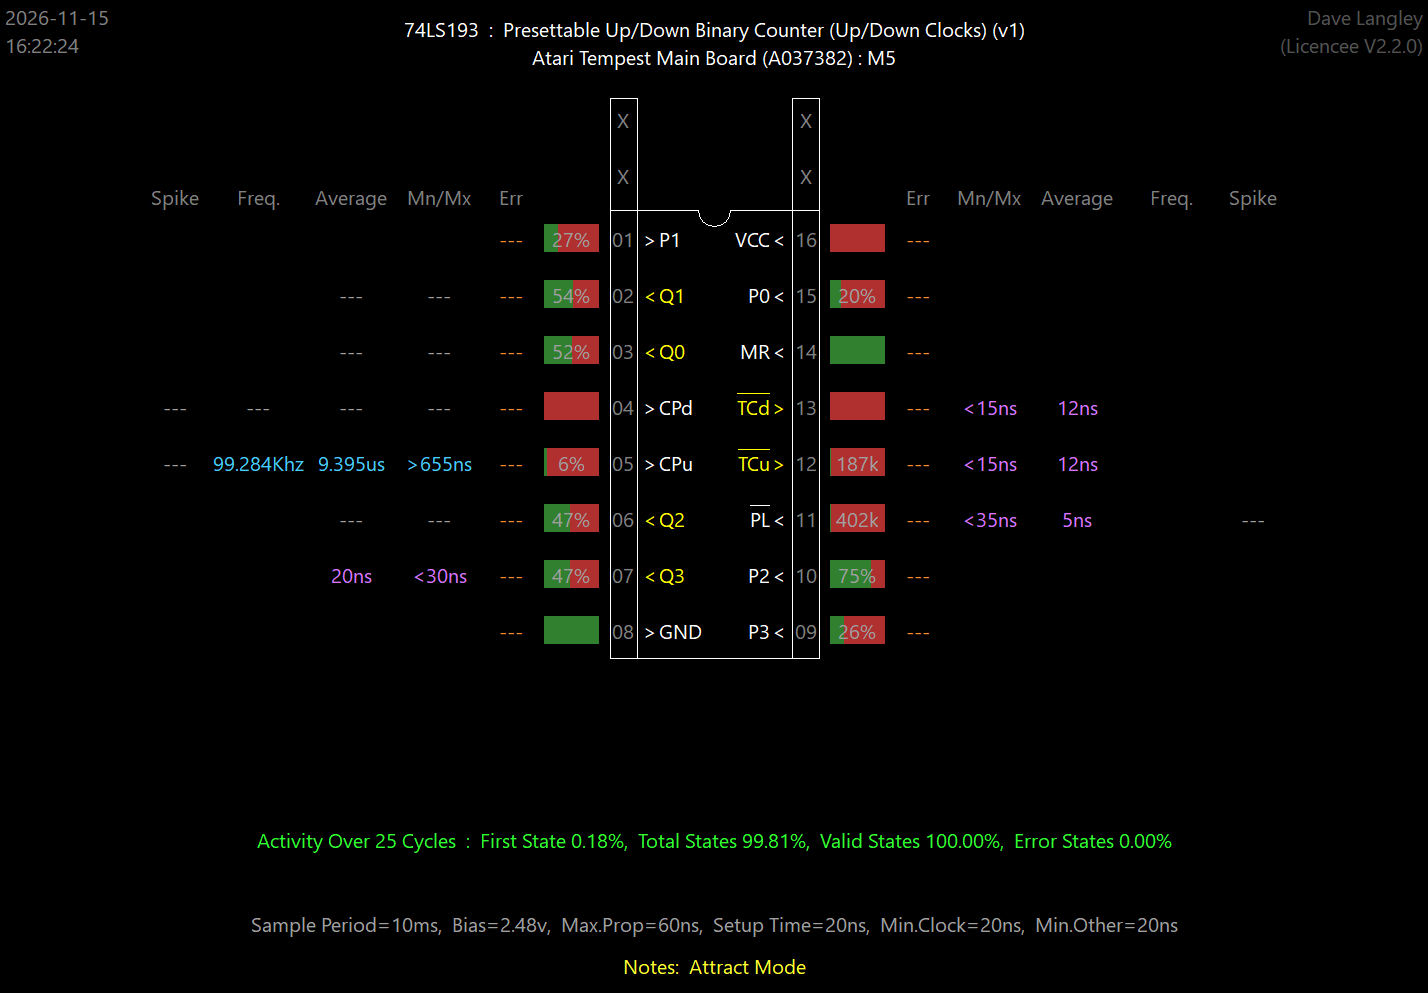 2026-11-15
16:22:24
74LS193 : Presettable Up/Down Binary Counter (Up/Down Clocks) (v1)
Atari Tempest Main Board (A037382) : M5
Dave Langley
(Licencee V2.2.0)
X X
X X
Spike Freq. Average Mn/Mx Err Err Mn/Mx Average Freq. Spike
--- 27% 01 > P1 VCC < 16 ---
--- --- --- 54% 02 < Q1 P0 < 15 20% ---
--- --- --- 52% 03 < Q0 MR < 14 ---
--- --- --- --- --- 04 > CPd TCd > 13 --- <15ns 12ns
--- 99.284Khz 9.395us >655ns --- 6% 05 > CPu TCu > 12 187k --- <15ns 12ns
--- --- --- 47% 06 < Q2 PL < 11 402k --- <35ns 5ns ---
20ns <30ns --- 47% 07 < Q3 P2 < 10 75% ---
--- 08 > GND P3 < 09 26% ---
Activity Over 25 Cycles : First State 0.18%, Total States 99.81%, Valid States 100.00%, Error States 0.00%
Sample Period=10ms, Bias=2.48v, Max.Prop=60ns, Setup Time=20ns, Min.Clock=20ns, Min.Other=20ns
Notes: Attract Mode